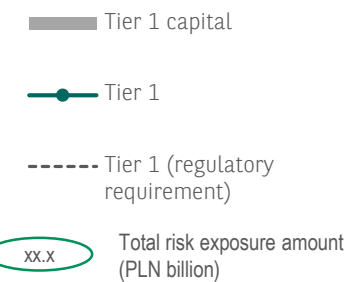 Tier 1 capital
Tier 1
Tier 1 (regulatory
requirement)
xx.x
Total risk exposure amount
(PLN billion)